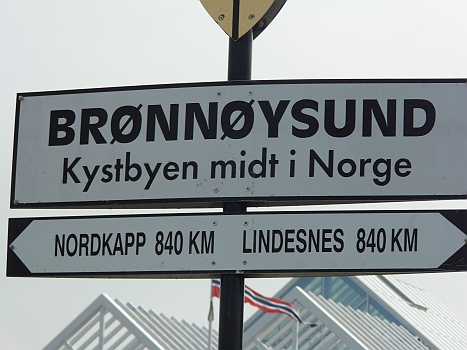 BRØNNØYSUND
Kystbyen midt i Norge
NORDKAPP 840 KM LINDESNES 840 KM